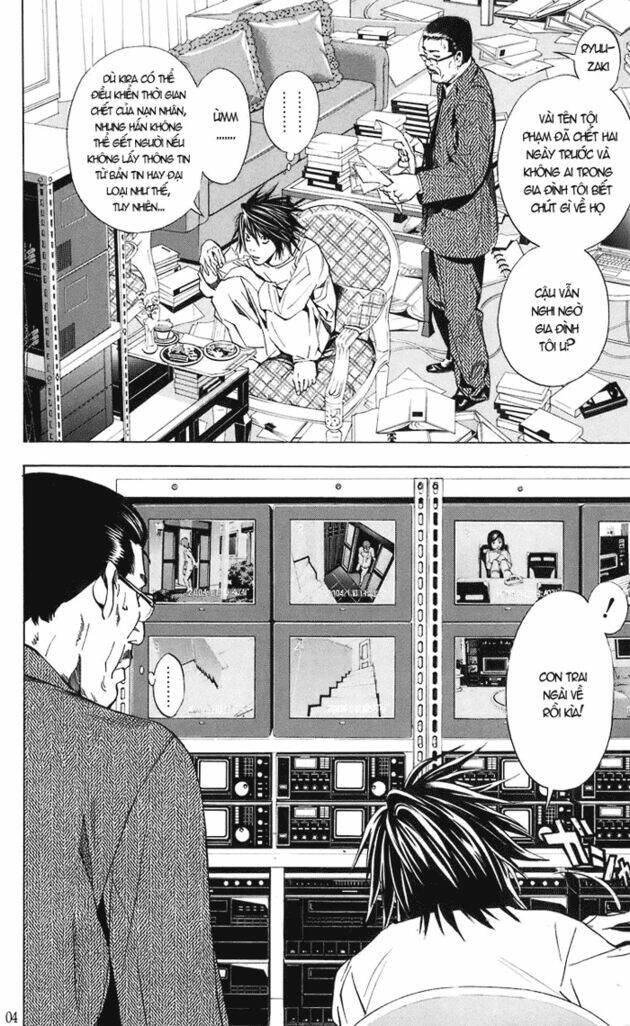 RYUU-
ZAKI
VÀI TÊN TỘI
PHẠM ĐÃ CHẾT HAI
NGÀY TRƯỚC VÀ
KHÔNG AI TRONG
GIA ĐÌNH TÔI BIẾT
CHÚT GÌ VỀ HỌ
CẬU VẪN
NGHI NGỜ
GIA ĐÌNH
TÔI Ư?
........
ỪMM
........
DÙ KIRA CÓ THỂ
ĐIỀU KHIỂN THỜI GIAN
CHẾT CỦA NẠN NHÂN,
NHƯNG HẮN KHÔNG
THỂ GIẾT NGƯỜI NẾU
KHÔNG LẤY THÔNG TIN
TỪ BẢN TIN HAY ĐẠI
LOẠI NHƯ THẾ,
TUY NHIÊN...
!
CON TRAI
NGÀI VỀ
RỒI KÌA!
........
04